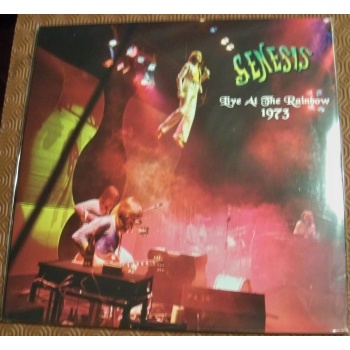 GENESIS
Live At The Rainbow
1973